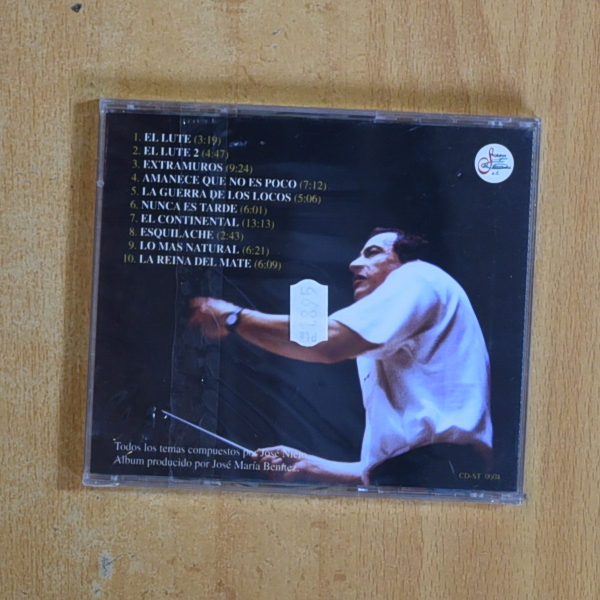 1. EL LUTE (3:19)
2. EL LUTE 2 (4:47)
3. EXTRAMUROS (9:24)
4. AMANECE QUE NO ES POCO (7:12)
5. LA GUERRA DE LOS LOCOS (5:06)
6. NUNCA ES TARDE (6:01)
7. EL CONTINENTAL (13:13)
8. ESQUILACHE (2:43)
9. LO MAS NATURAL (6:21)
10. LA REINA DEL MATE (6:09)
Todos los temas compuestos por José
Album producido por José María Benítez.
CD-ST